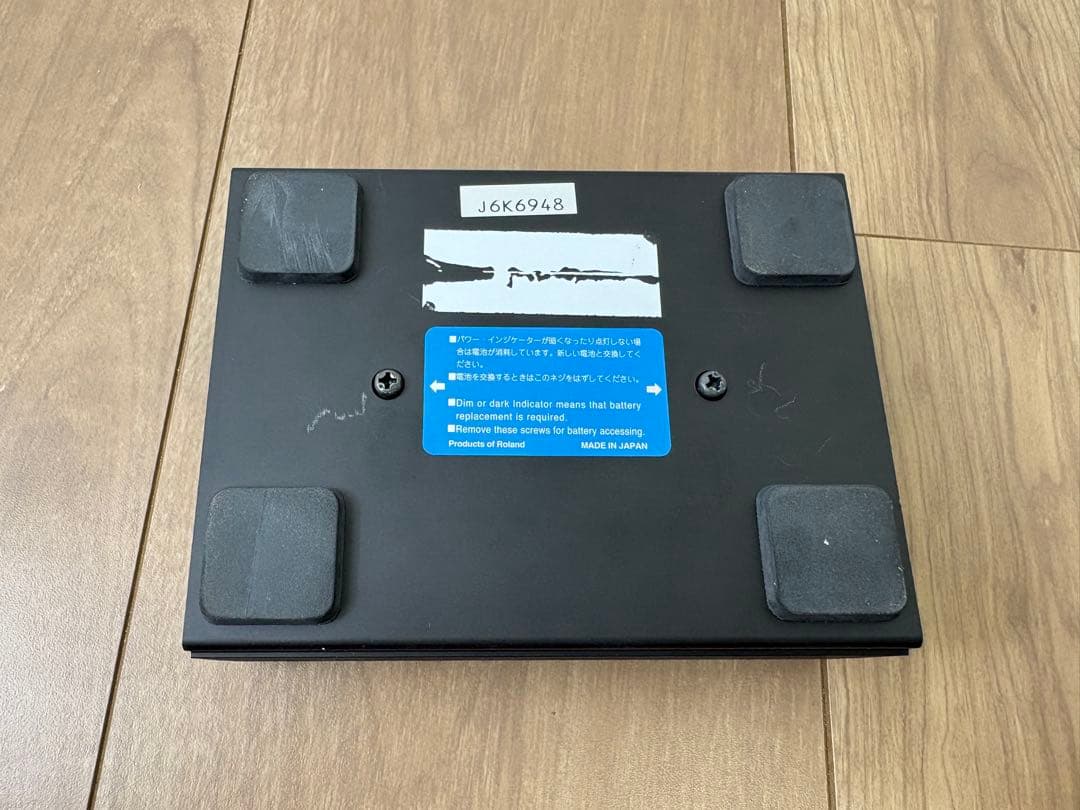 J6K6948
■パワー・インジケーターが暗くなったり点灯しない場
合は電池が消耗しています。新しい電池と交換してく
ださい。
■電池を交換するときはこのネジをはずしてください。
■Dim or dark Indicator means that battery
replacement is required.
■Remove these screws for battery accessing.
Products of Roland MADE IN JAPAN